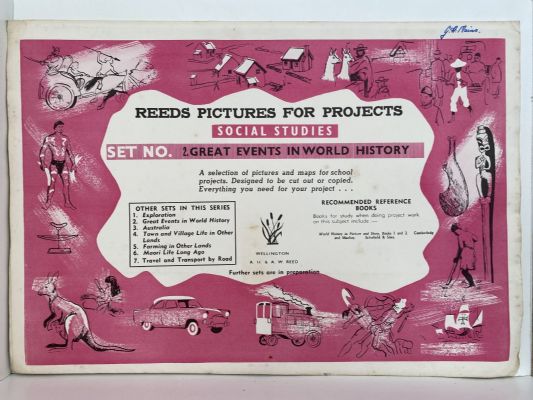 REEDS PICTURES FOR PROJECTS
SOCIAL STUDIES
SET NO. 2. GREAT EVENTS IN WORLD HISTORY
A selection of pictures and maps for school
projects. Designed to be cut out or copied.
Everything you need for your project . . .
OTHER SETS IN THIS SERIES
1. Exploration
2. Great Events in World History
3. Australia
4. Town and Village Life in Other
Lands
5. Farming in Other Lands
6. Maori Life Long Ago
7. Travel and Transport by Road
WELLINGTON
A. H. & A. W. REED
Further sets are in preparation
RECOMMENDED REFERENCE
BOOKS
Books for study when doing project work
on this subject include —
World History in Picture and Story, Books 1 and 2.